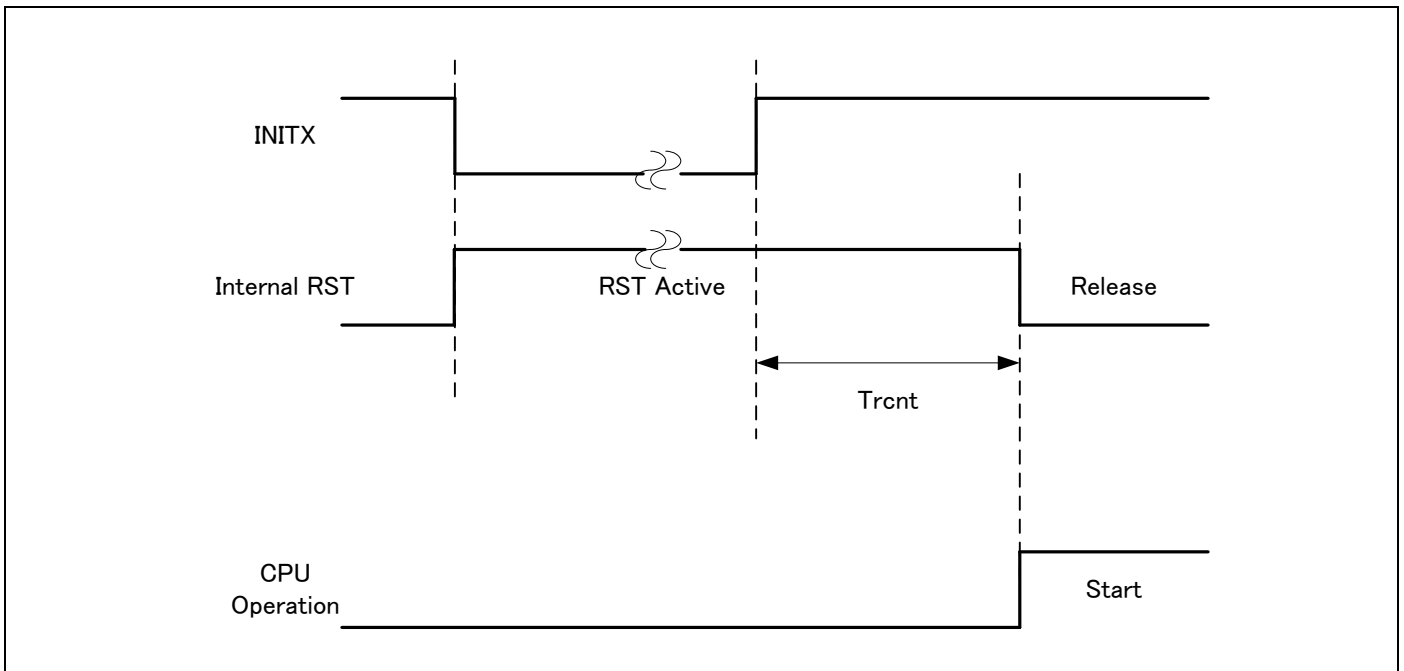 INITX
Internal RST
RST Active
Release
Trcnt
CPU
Operation
Start